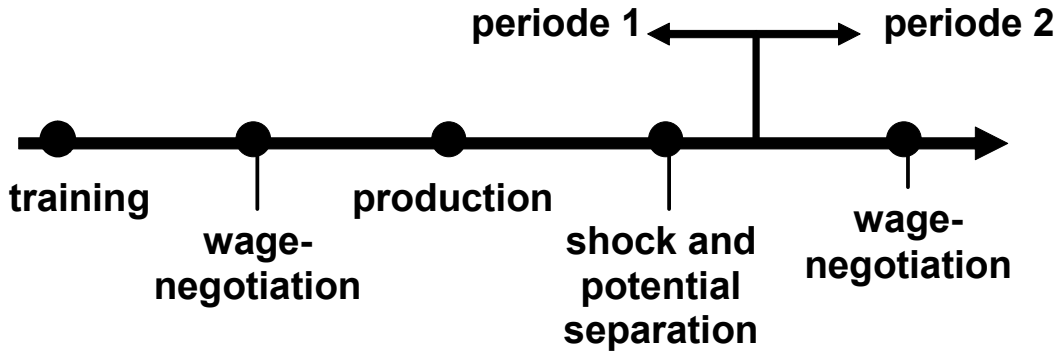 periode 1
periode 2
training
wage-
negotiation
production
shock and
potential
separation
wage-
negotiation